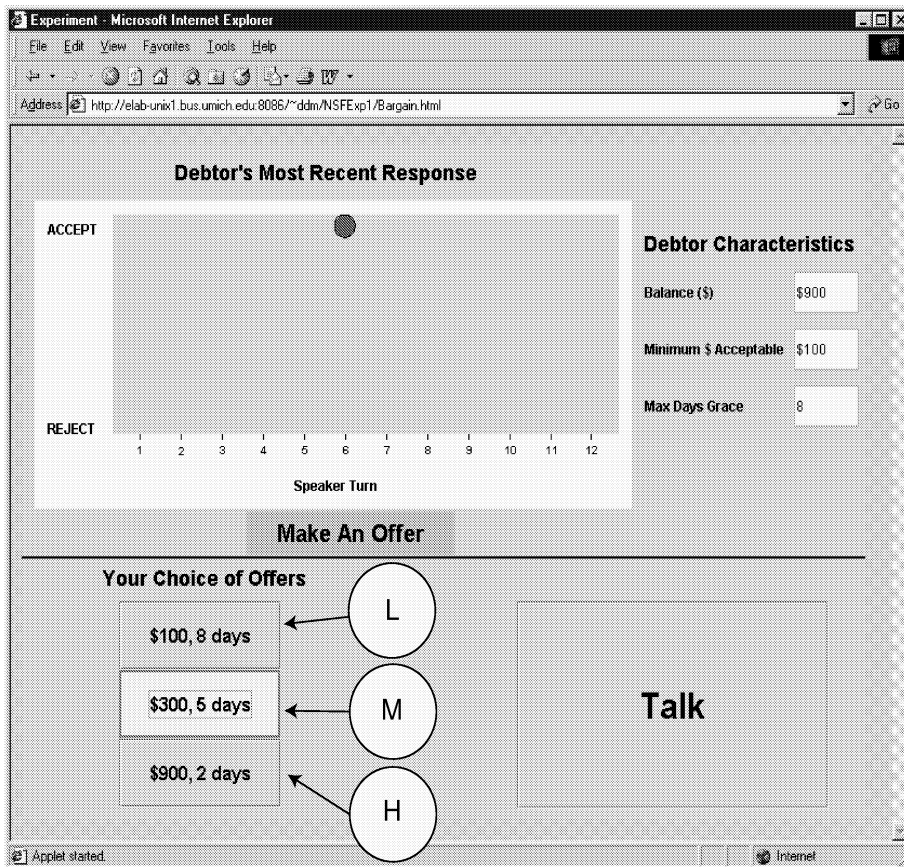 Experiment - Microsoft Internet Explorer
File Edit View Favorites Tools Help
Address http://elab-unix1.bus.umich.edu:8086/~ddm/NSFExp1/Bargain.html Go
Debtor's Most Recent Response
ACCEPT
REJECT
1 2 3 4 5 6 7 8 9 10 11 12
Speaker Turn
Debtor Characteristics
Balance ($) $900
Minimum $ Acceptable $100
Max Days Grace 8
Make An Offer
Your Choice of Offers
$100, 8 days
$300, 5 days
$900, 2 days
L
M
H
Talk
Applet started. Internet